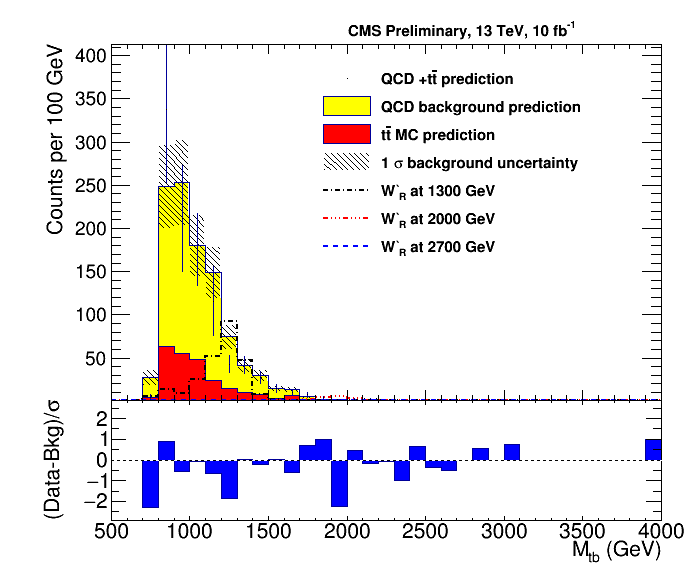 CMS Preliminary, 13 TeV, 10 fb⁻¹
Counts per 100 GeV
400
350
300
250
200
150
100
50
QCD +tt̄ prediction
QCD background prediction
tt̄ MC prediction
1 σ background uncertainty
W`R at 1300 GeV
W`R at 2000 GeV
W`R at 2700 GeV
(Data-Bkg)/σ
2
1
0
−1
−2
500 1000 1500 2000 2500 3000 3500 4000
Mtb (GeV)